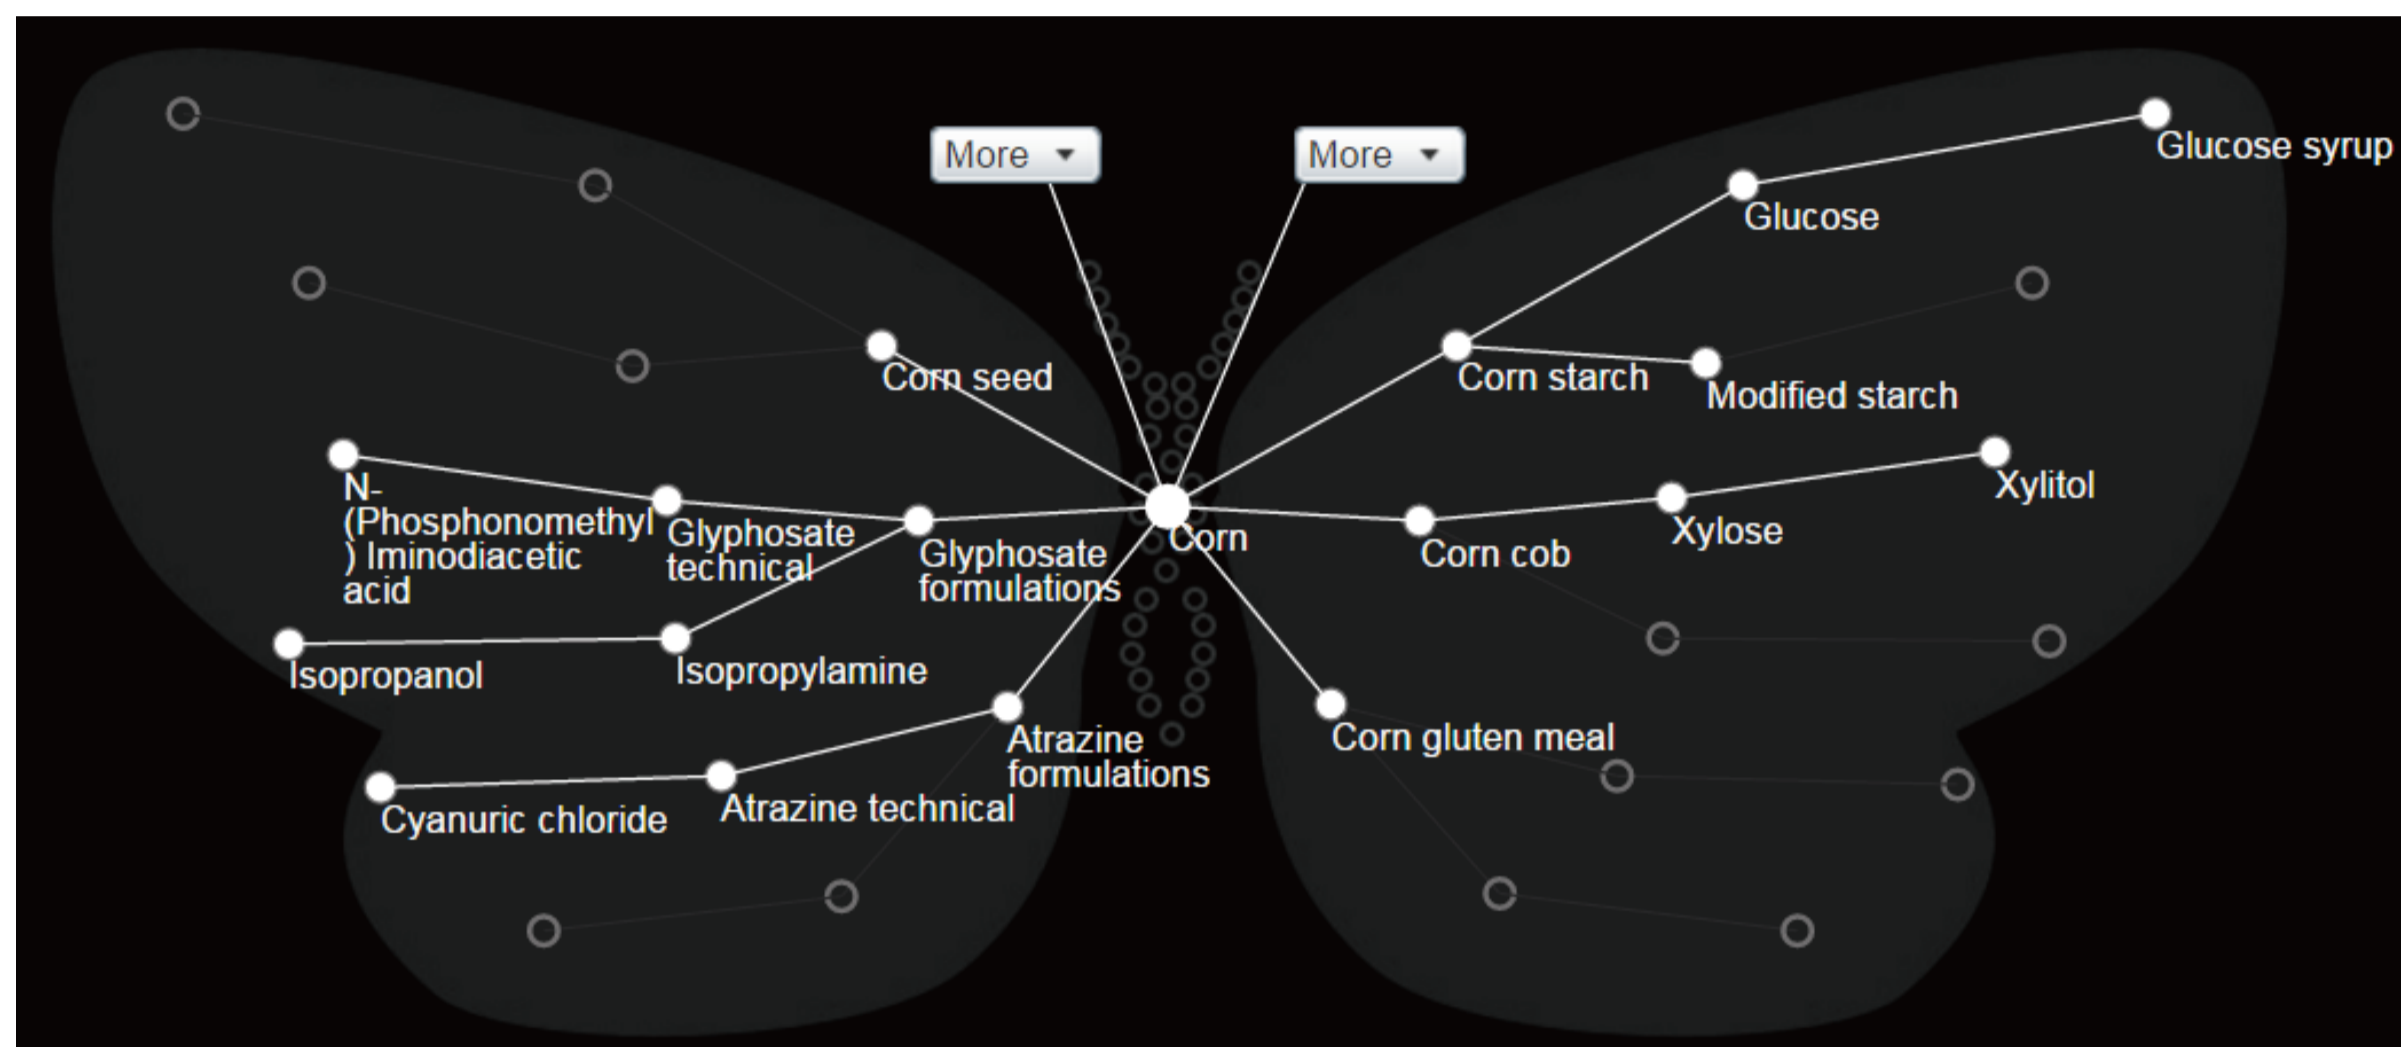 More
More
Glucose syrup
Glucose
Corn seed
Corn starch
Modified starch
N-
(Phosphonomethyl
) Iminodiacetic
acid
Glyphosate
technical
Glyphosate
formulations
Corn
Corn cob
Xylose
Xylitol
Isopropanol
Isopropylamine
Atrazine
formulations
Corn gluten meal
Cyanuric chloride
Atrazine technical